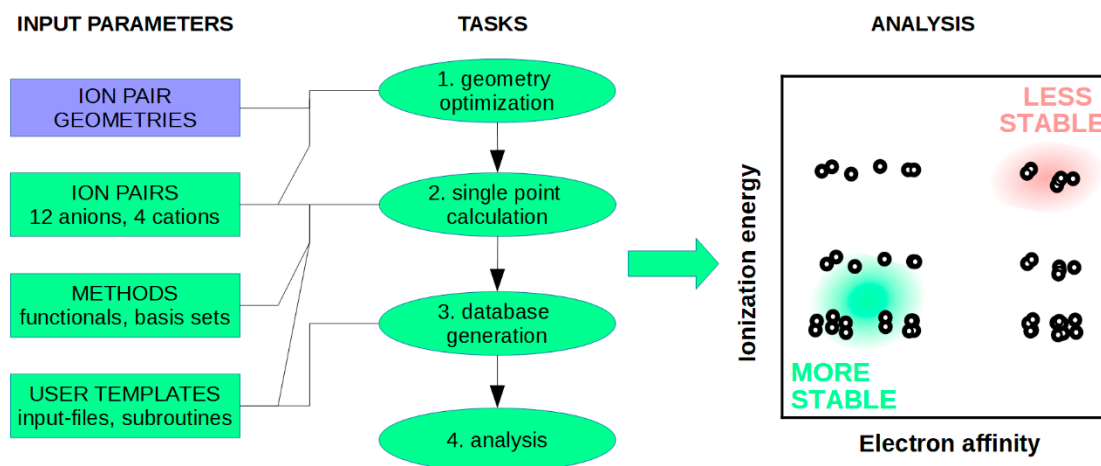 INPUT PARAMETERS
TASKS
ANALYSIS
ION PAIR
GEOMETRIES
ION PAIRS
12 anions, 4 cations
METHODS
functionals, basis sets
USER TEMPLATES
input-files, subroutines
1. geometry
optimization
2. single point
calculation
3. database
generation
4. analysis
Ionization energy
LESS
STABLE
MORE
STABLE
Electron affinity